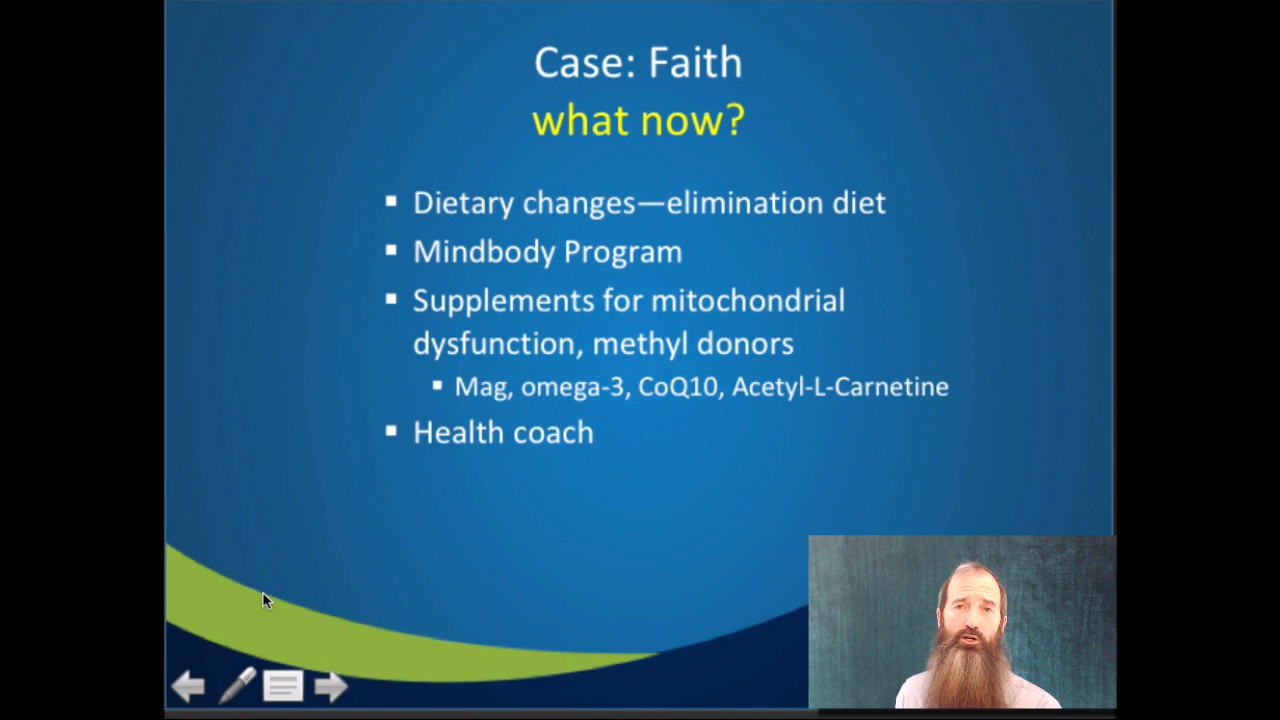 Case: Faith
what now?
▪ Dietary changes—elimination diet
▪ Mindbody Program
▪ Supplements for mitochondrial
dysfunction, methyl donors
▪ Mag, omega-3, CoQ10, Acetyl-L-Carnetine
▪ Health coach